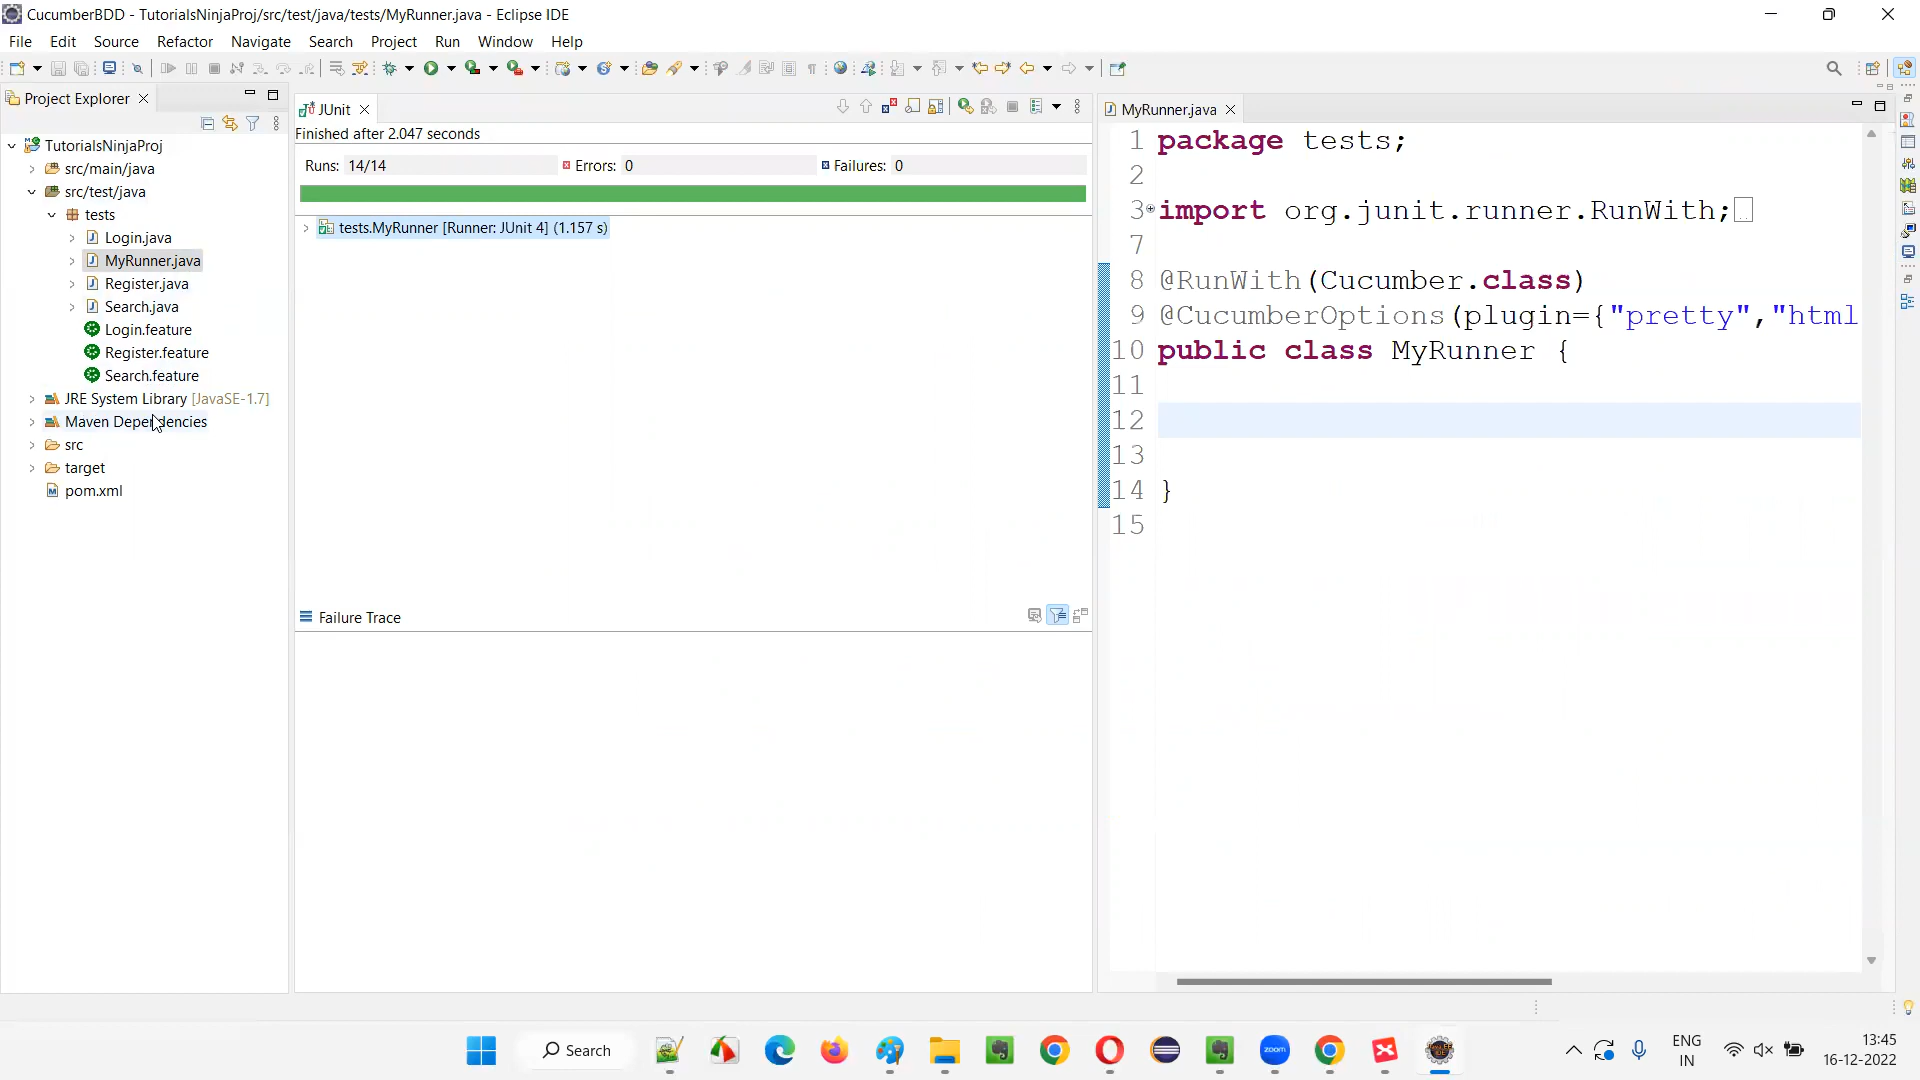 CucumberBDD - TutorialsNinjaProj/src/test/java/tests/MyRunner.java - Eclipse IDE
File Edit Source Refactor Navigate Search Project Run Window Help
Project Explorer
TutorialsNinjaProj
src/main/java
src/test/java
tests
Login.java
MyRunner.java
Register.java
Search.java
Login.feature
Register.feature
Search.feature
JRE System Library [JavaSE-1.7]
Maven Dependencies
src
target
pom.xml
JUnit
Finished after 2.047 seconds
Runs: 14/14 Errors: 0 Failures: 0
tests.MyRunner [Runner: JUnit 4] (1.157 s)
Failure Trace
MyRunner.java
1 package tests;
2
3 import org.junit.runner.RunWith;
7
8 @RunWith(Cucumber.class)
9 @CucumberOptions(plugin={"pretty","html
10 public class MyRunner {
11
12
13
14 }
15
Search
zoom
ENG
IN
13:45
16-12-2022